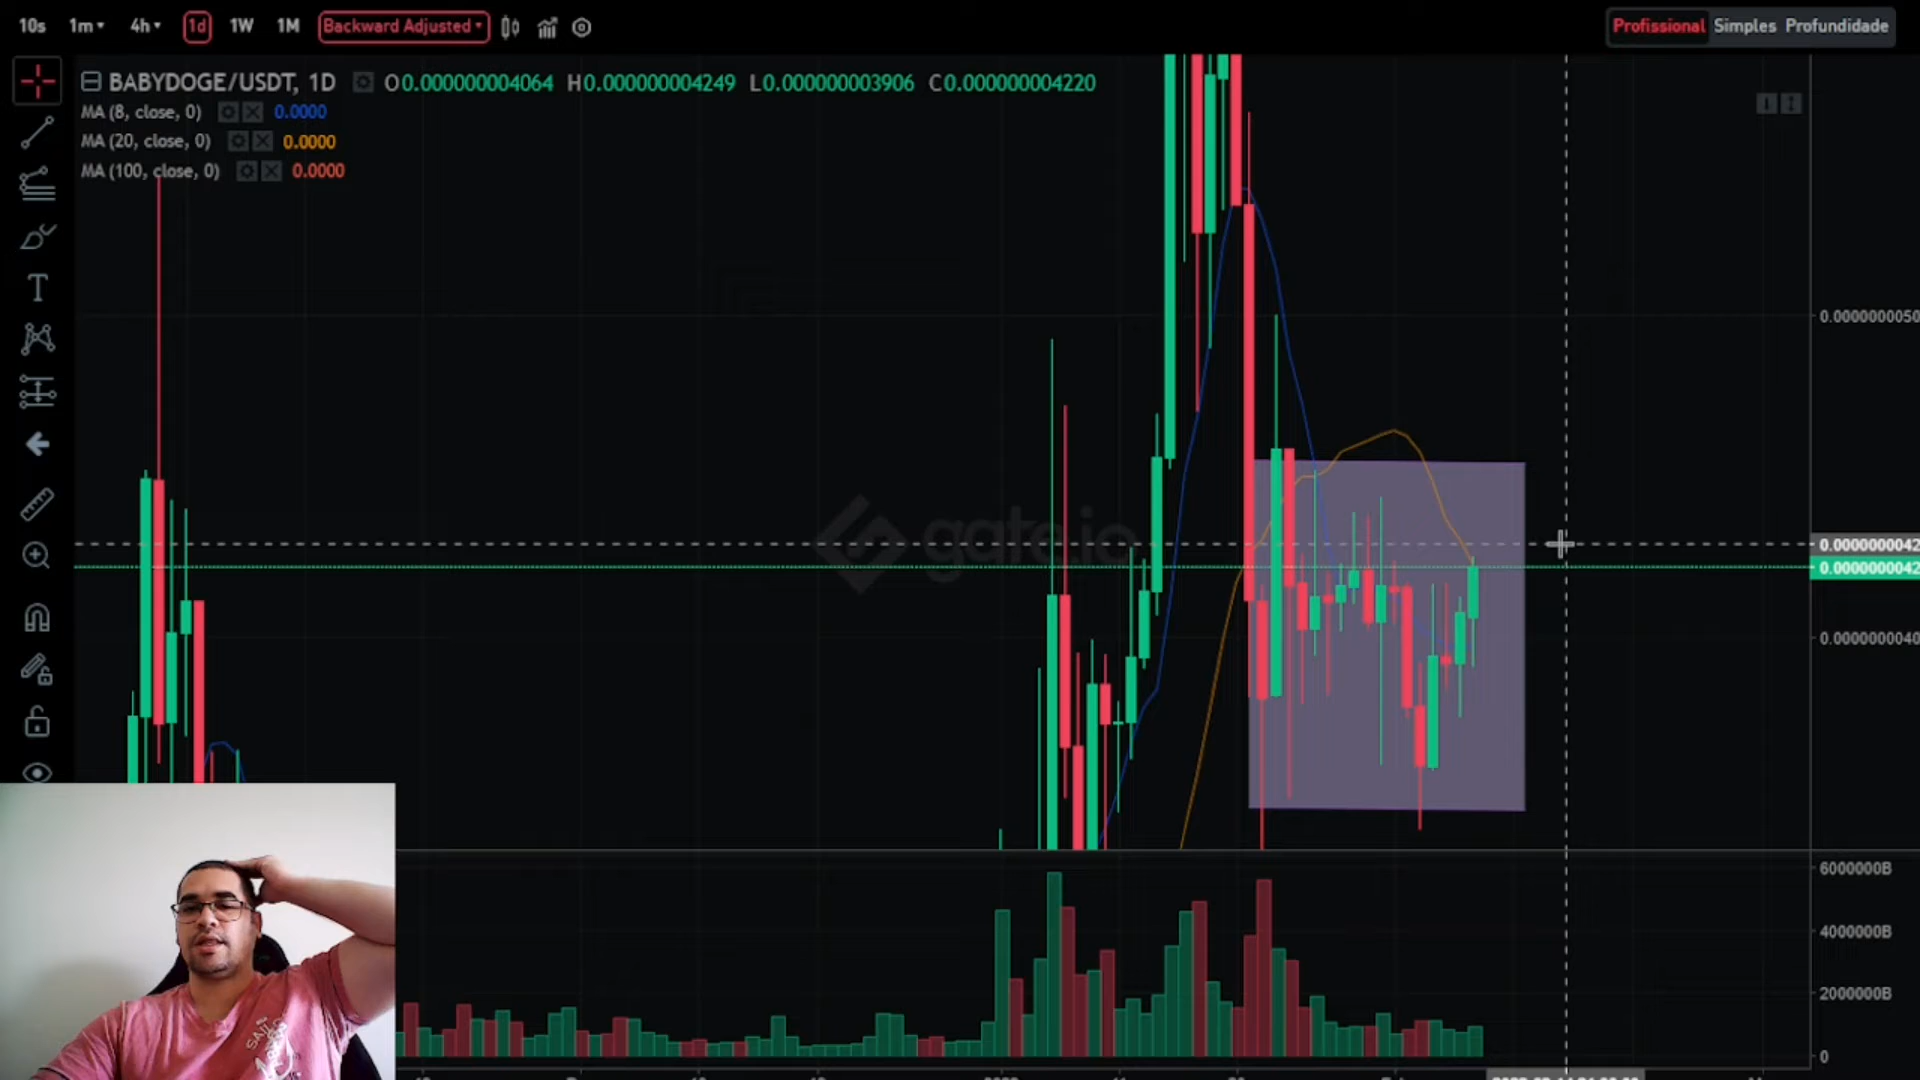 10s 1m 4h 1d 1W 1M Backward Adjusted
Profissional Simples Profundidade
BABYDOGE/USDT, 1D O0.000000004064 H0.000000004249 L0.000000003906 C0.000000004220
MA (8, close, 0) 0.0000
MA (20, close, 0) 0.0000
MA (100, close, 0) 0.0000
T
0.0000000050
gate.io
0.0000000042
0.0000000042
0.0000000040
6000000B
4000000B
2000000B
0